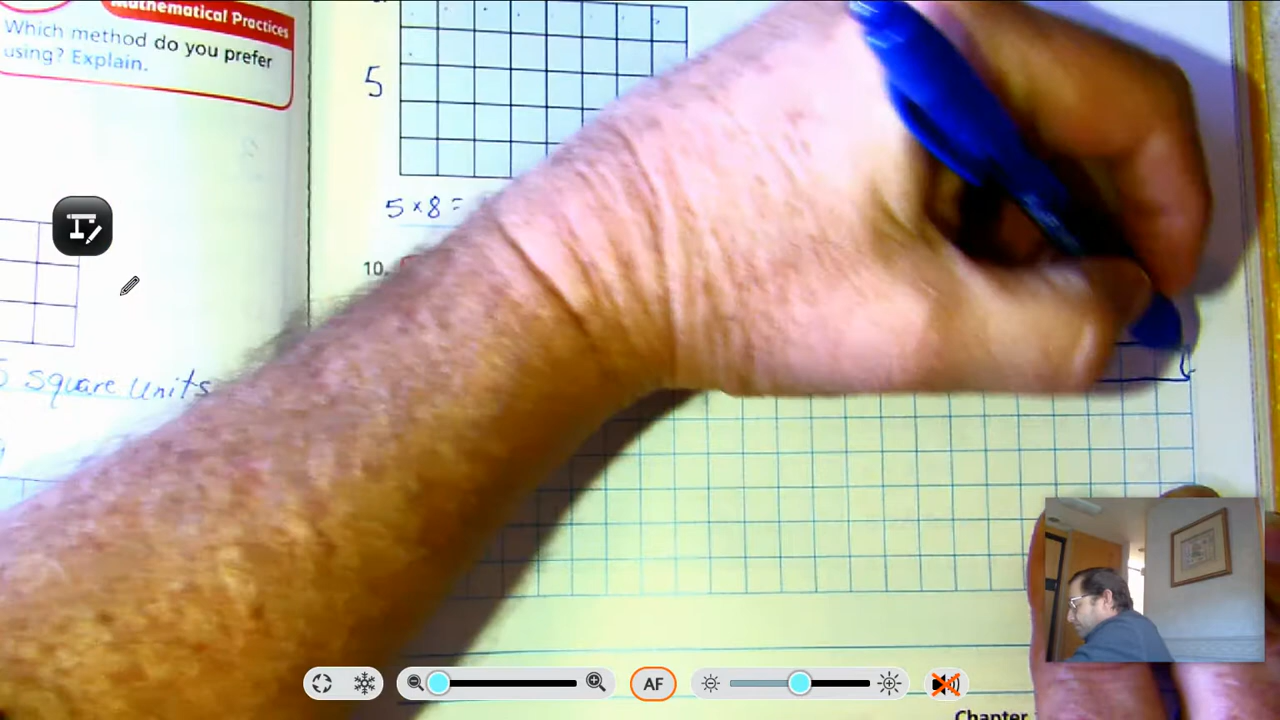 Mathematical Practices
Which method do you prefer
using? Explain.
5
5 × 8 =
10.
5 square units
AF
Chapter